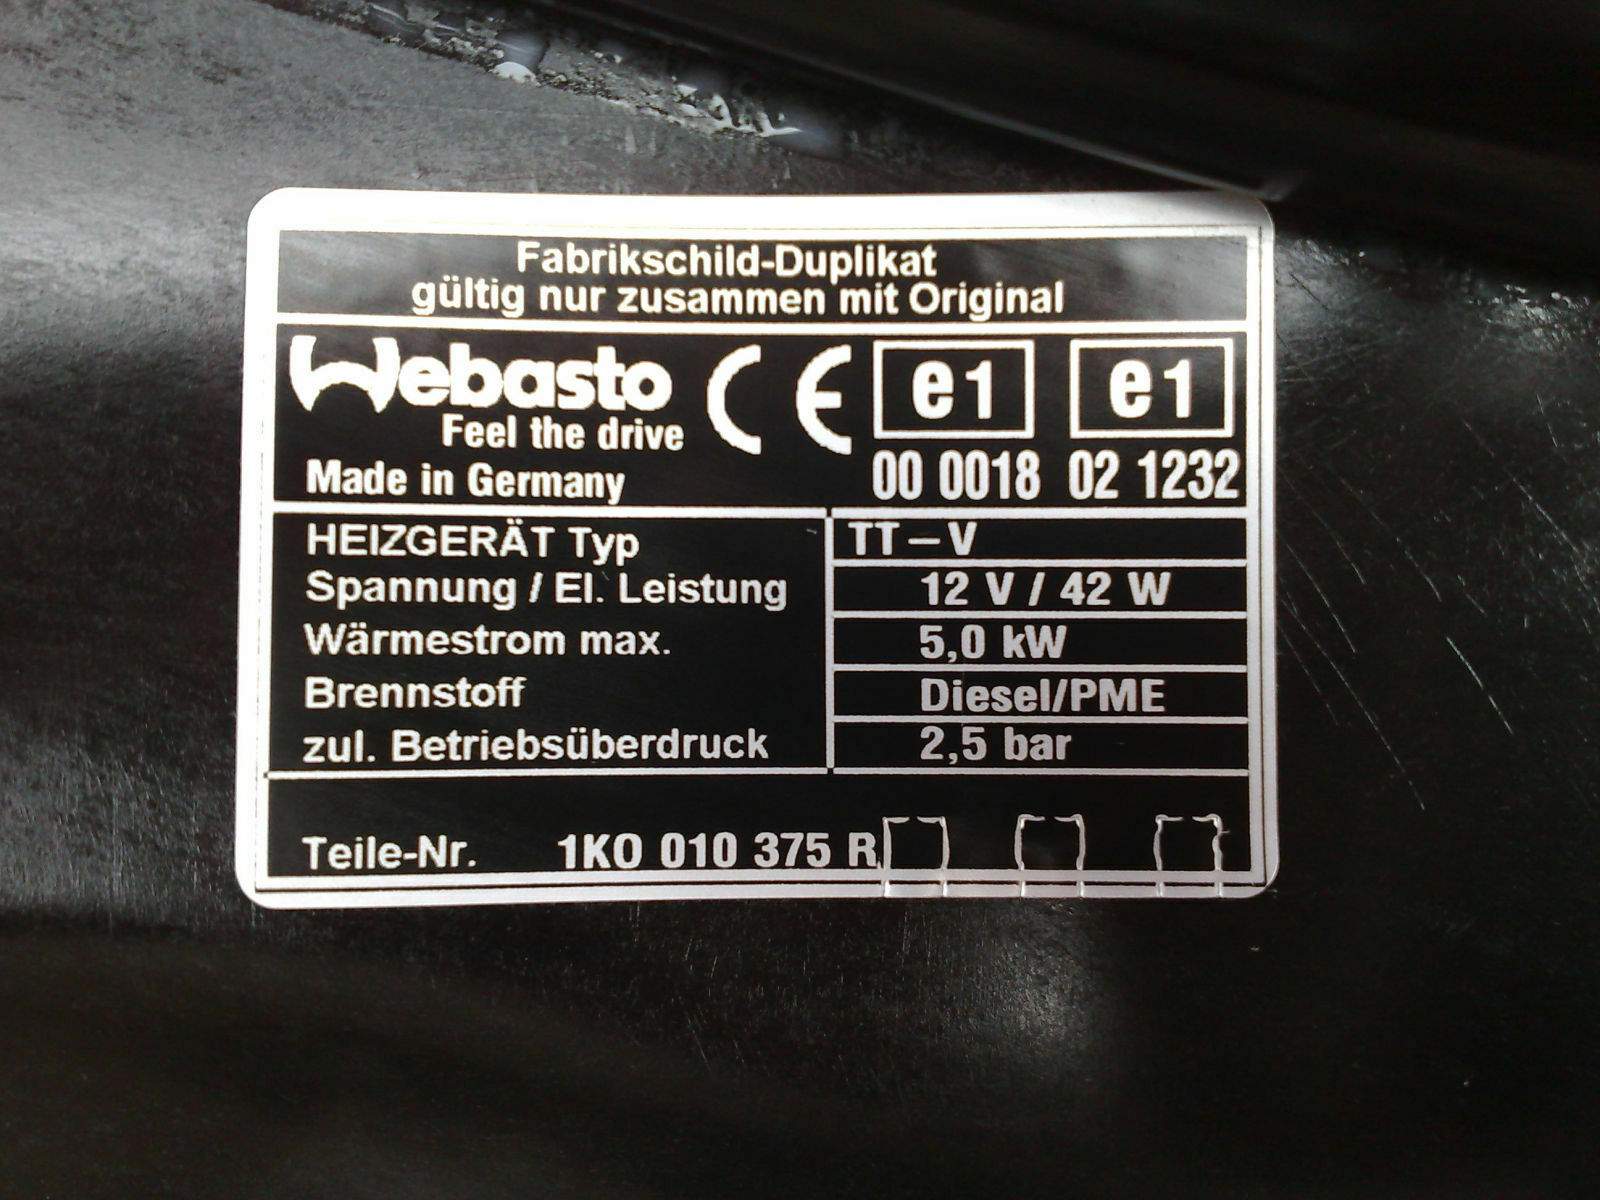 Fabrikschild-Duplikat
gültig nur zusammen mit Original
Webasto CE e1 e1
Feel the drive
Made in Germany 00 0018 02 1232
HEIZGERÄT Typ TT-V
Spannung / El. Leistung 12 V / 42 W
Wärmestrom max. 5,0 kW
Brennstoff Diesel/PME
zul. Betriebsüberdruck 2,5 bar
Teile-Nr. 1K0 010 375 R